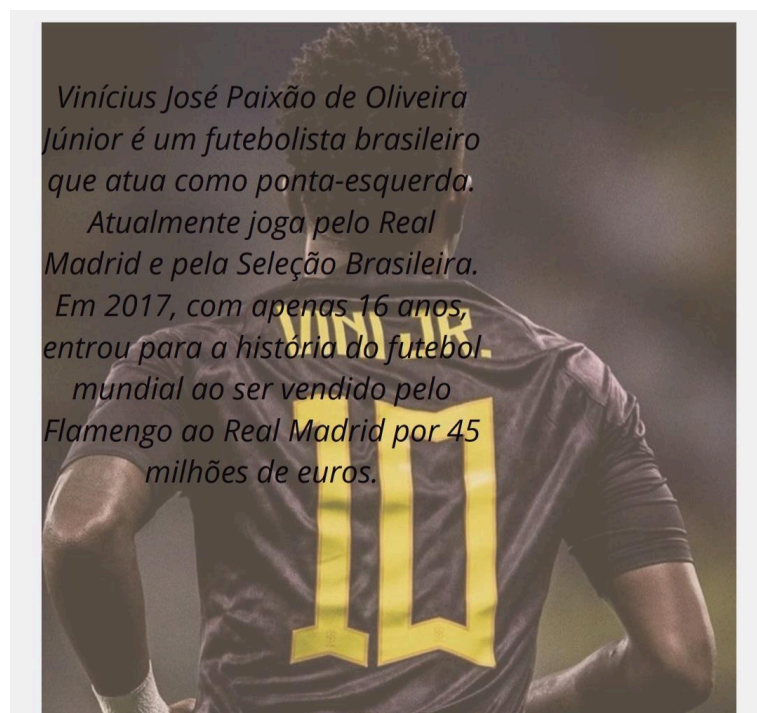 Vinícius José Paixão de Oliveira
Júnior é um futebolista brasileiro
que atua como ponta-esquerda.
Atualmente joga pelo Real
Madrid e pela Seleção Brasileira.
Em 2017, com apenas 16 anos,
VINI JR.
entrou para a história do futebol
mundial ao ser vendido pelo
Flamengo ao Real Madrid por 45
milhões de euros.
10